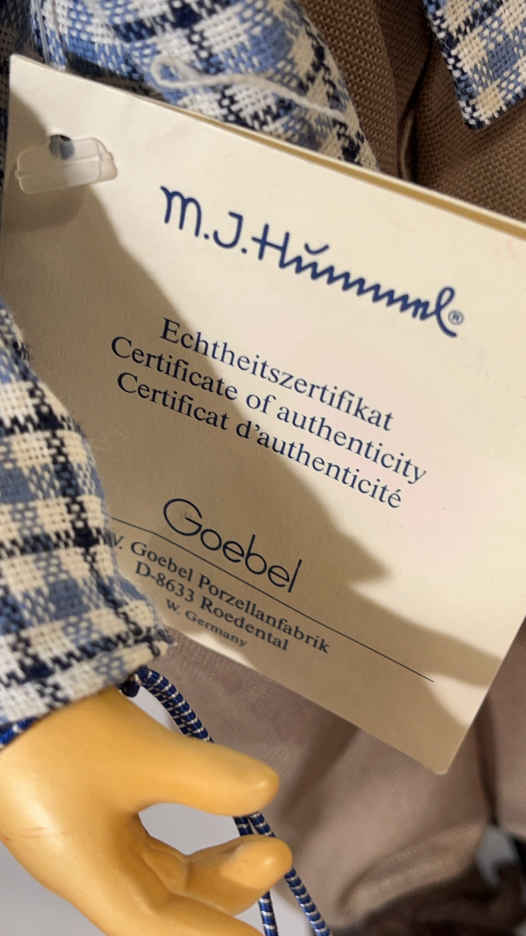 M.J.Hummel®
Echtheitszertifikat
Certificate of authenticity
Certificat d'authenticité
Goebel
W. Goebel Porzellanfabrik
D-8633 Roedental
W. Germany